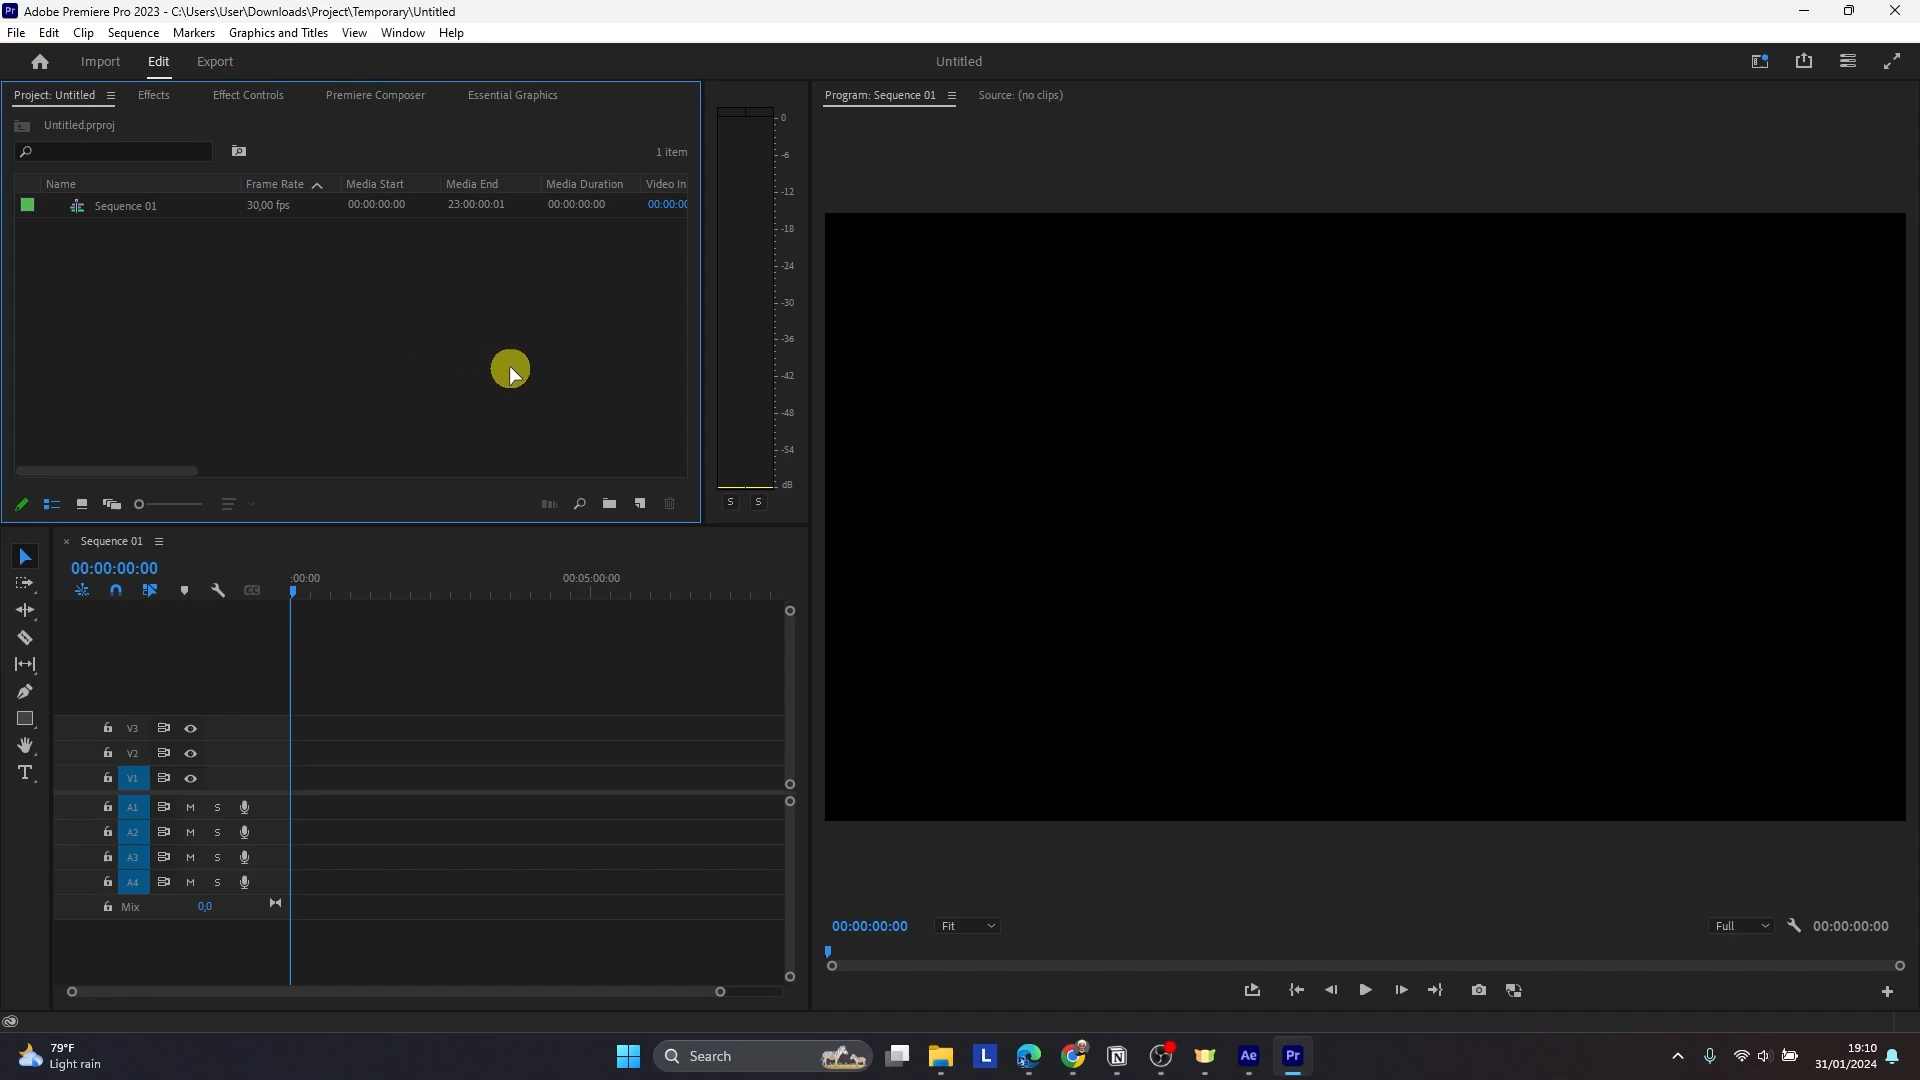 Pr Adobe Premiere Pro 2023 - C:\Users\User\Downloads\Project\Temporary\Untitled
File Edit Clip Sequence Markers Graphics and Titles View Window Help
Import Edit Export Untitled
Project: Untitled Effects Effect Controls Premiere Composer Essential Graphics
Program: Sequence 01 Source: (no clips)
Untitled.prproj
1 item
Name Frame Rate Media Start Media End Media Duration Video In
Sequence 01 30,00 fps 00:00:00:00 23:00:00:01 00:00:00:00 00:00:00
0
-6
-12
-18
-24
-30
-36
-42
-48
-54
dB
S S
Sequence 01
00:00:00:00
:00:00 00:05:00:00
CC
V3
V2
V1
A1 M S
A2 M S
A3 M S
A4 M S
Mix 0,0
T
00:00:00:00 Fit Full 00:00:00:00
79°F
Light rain
Search
L
N
Ae
Pr
19:10
31/01/2024